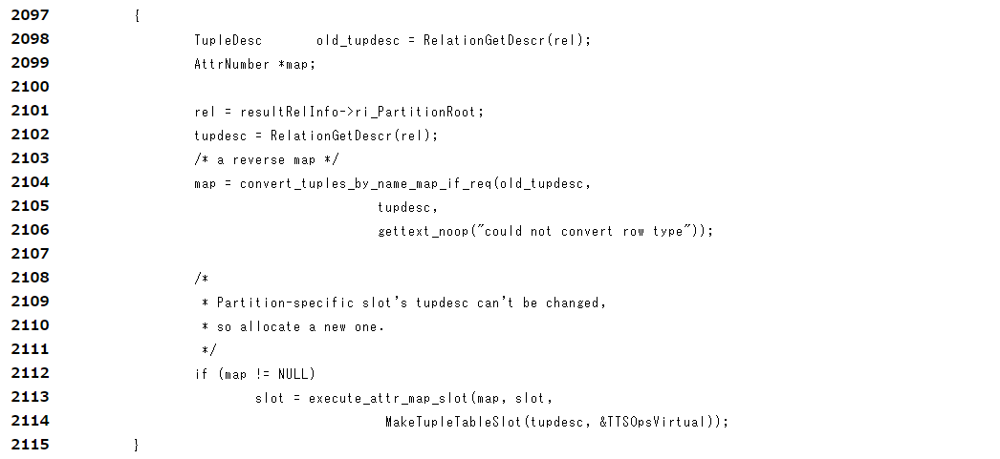 2097 {
2098 TupleDesc old_tupdesc = RelationGetDescr(rel);
2099 AttrNumber *map;
2100
2101 rel = resultRelInfo->ri_PartitionRoot;
2102 tupdesc = RelationGetDescr(rel);
2103 /* a reverse map */
2104 map = convert_tuples_by_name_map_if_req(old_tupdesc,
2105 tupdesc,
2106 gettext_noop("could not convert row type"));
2107
2108 /*
2109 * Partition-specific slot's tupdesc can't be changed,
2110 * so allocate a new one.
2111 */
2112 if (map != NULL)
2113 slot = execute_attr_map_slot(map, slot,
2114 MakeTupleTableSlot(tupdesc, &TTSOpsVirtual));
2115 }